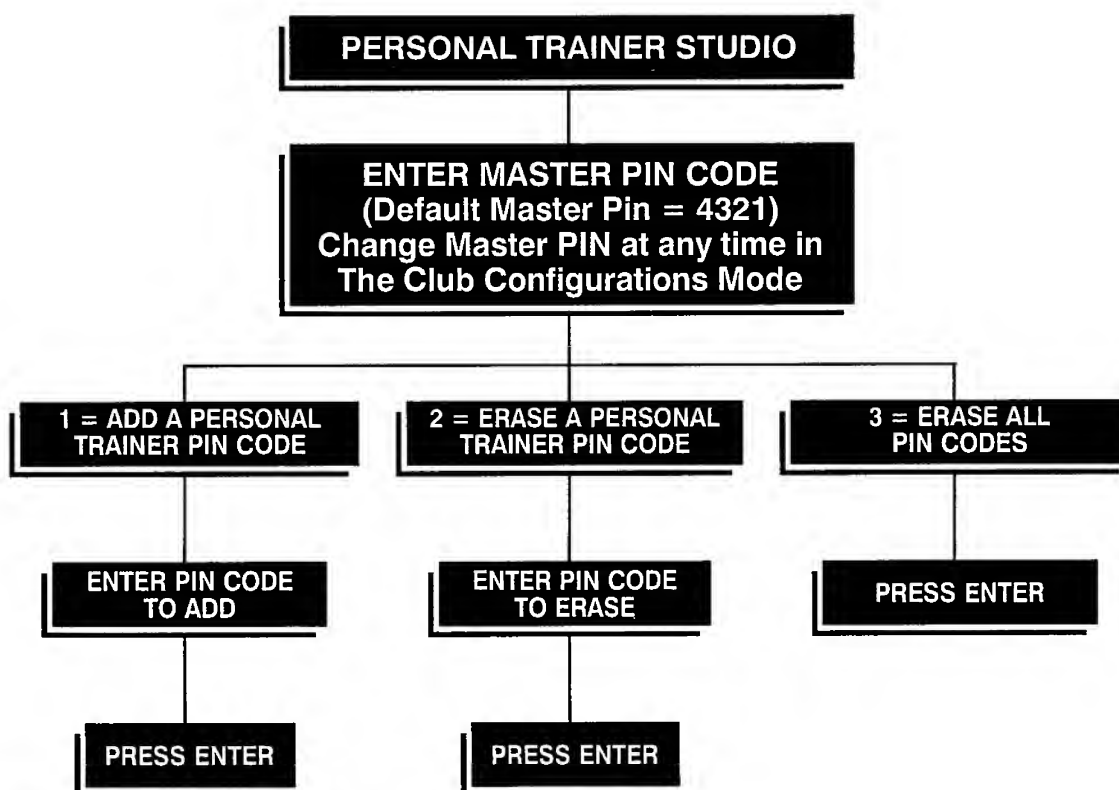 PERSONAL TRAINER STUDIO
ENTER MASTER PIN CODE
(Default Master Pin = 4321)
Change Master PIN at any time in
The Club Configurations Mode
1 = ADD A PERSONAL
TRAINER PIN CODE
2 = ERASE A PERSONAL
TRAINER PIN CODE
3 = ERASE ALL
PIN CODES
ENTER PIN CODE
TO ADD
ENTER PIN CODE
TO ERASE
PRESS ENTER
PRESS ENTER
PRESS ENTER